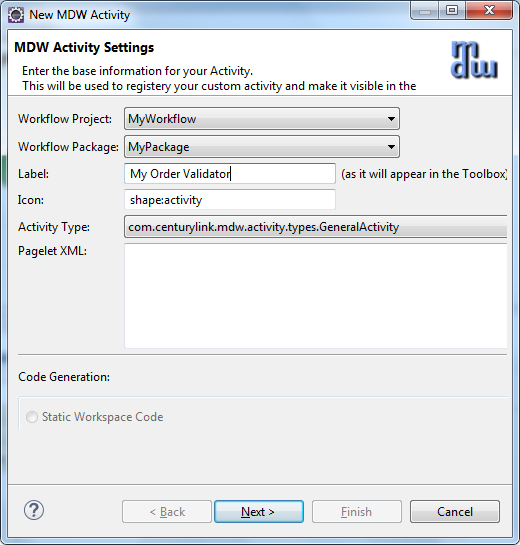 New MDW Activity
MDW Activity Settings
mdw
Enter the base information for your Activity.
This will be used to registery your custom activity and make it visible in the
Workflow Project: MyWorkflow
Workflow Package: MyPackage
Label: My Order Validator (as it will appear in the Toolbox)
Icon: shape:activity
Activity Type: com.centurylink.mdw.activity.types.GeneralActivity
Pagelet XML:
Code Generation:
Static Workspace Code
? < Back Next > Finish Cancel